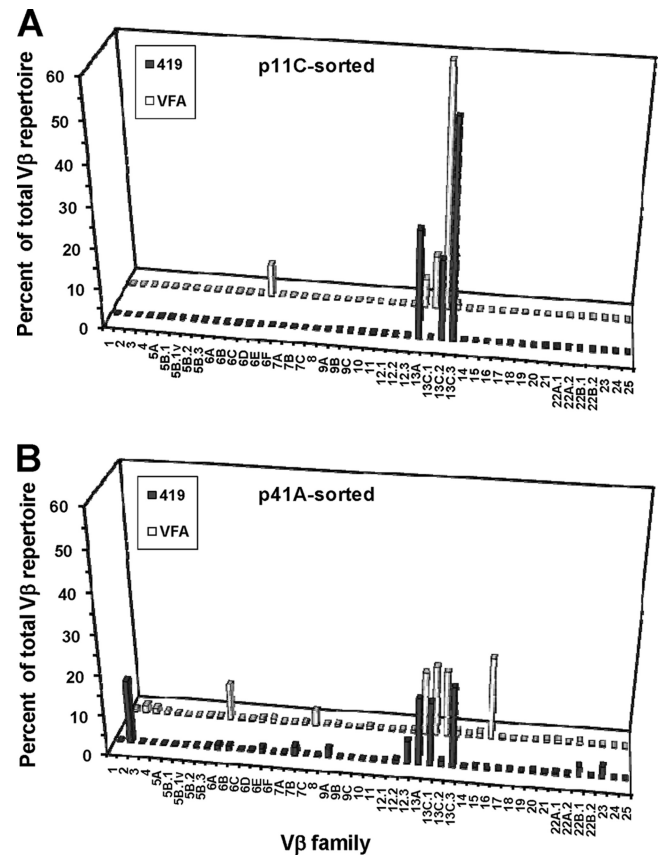 A
p11C-sorted
419
VFA
Percent of total Vβ repertoire
60
50
40
30
20
10
0
1
2
3
4
5A
5B.1
5B.1v
5B.2
5B.3
6A
6B
6C
6D
6E
6F
7A
7B
7C
8
9A
9B
9C
10
11
12.1
12.2
12.3
13A
13C.1
13C.2
13C.3
14
15
16
17
18
19
20
21
22A.1
22A.2
22B.1
22B.2
23
24
25
B
p41A-sorted
419
VFA
Percent of total Vβ repertoire
60
50
40
30
20
10
0
1
2
3
4
5A
5B.1
5B.1v
5B.2
5B.3
6A
6B
6C
6D
6E
6F
7A
7B
7C
8
9A
9B
9C
10
11
12.1
12.2
12.3
13A
13C.1
13C.2
13C.3
14
15
16
17
18
19
20
21
22A.1
22A.2
22B.1
22B.2
23
24
25
Vβ family